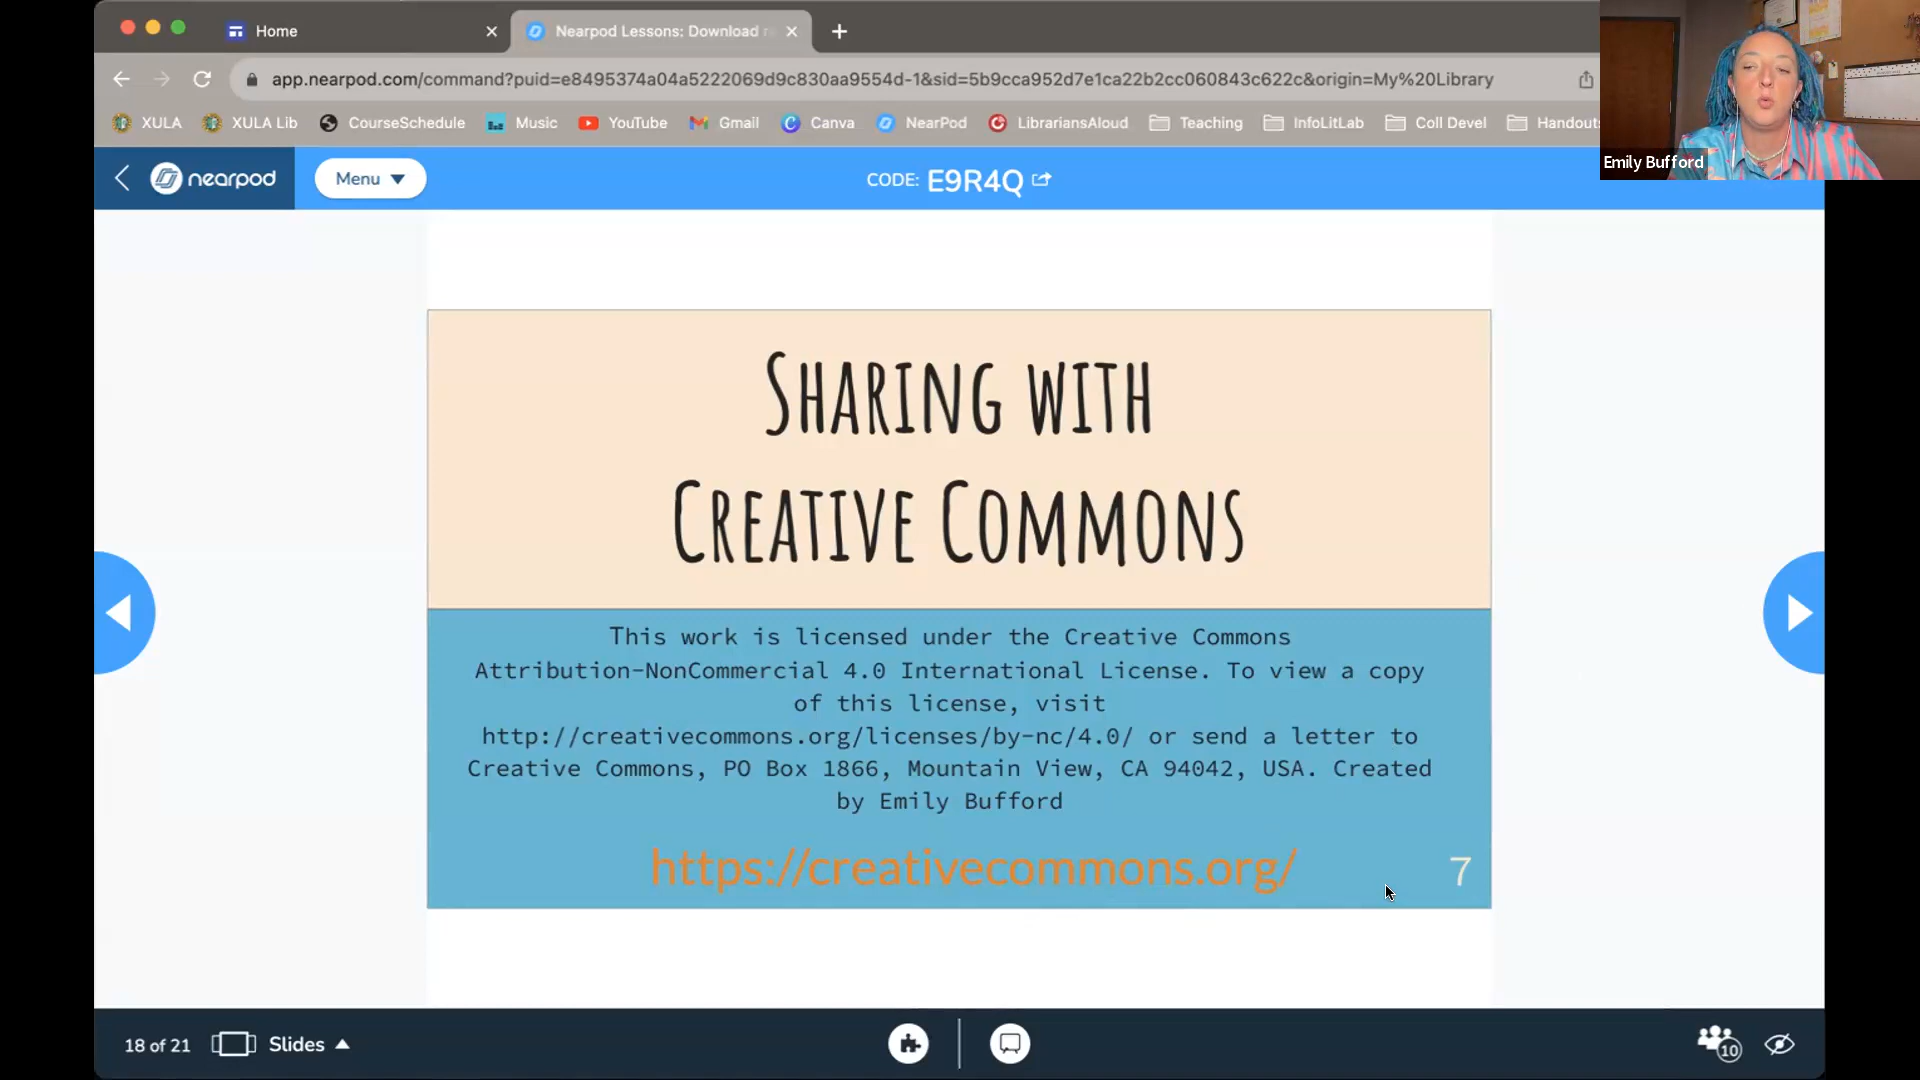 Home
Nearpod Lessons: Download
app.nearpod.com/command?puid=e8495374a04a5222069d9c830aa9554d-1&sid=5b9cca952d7e1ca22b2cc060843c622c&origin=My%20Library
XULA XULA Lib CourseSchedule Music YouTube Gmail Canva NearPod LibrariesAloud Teaching InfoLitLab Coll Devel Handout
Emily Bufford
nearpod Menu CODE: E9R4Q
SHARING WITH
CREATIVE COMMONS
This work is licensed under the Creative Commons
Attribution-NonCommercial 4.0 International License. To view a copy
of this license, visit
http://creativecommons.org/licenses/by-nc/4.0/ or send a letter to
Creative Commons, PO Box 1866, Mountain View, CA 94042, USA. Created
by Emily Bufford
https://creativecommons.org/ 7
18 of 21 Slides 10